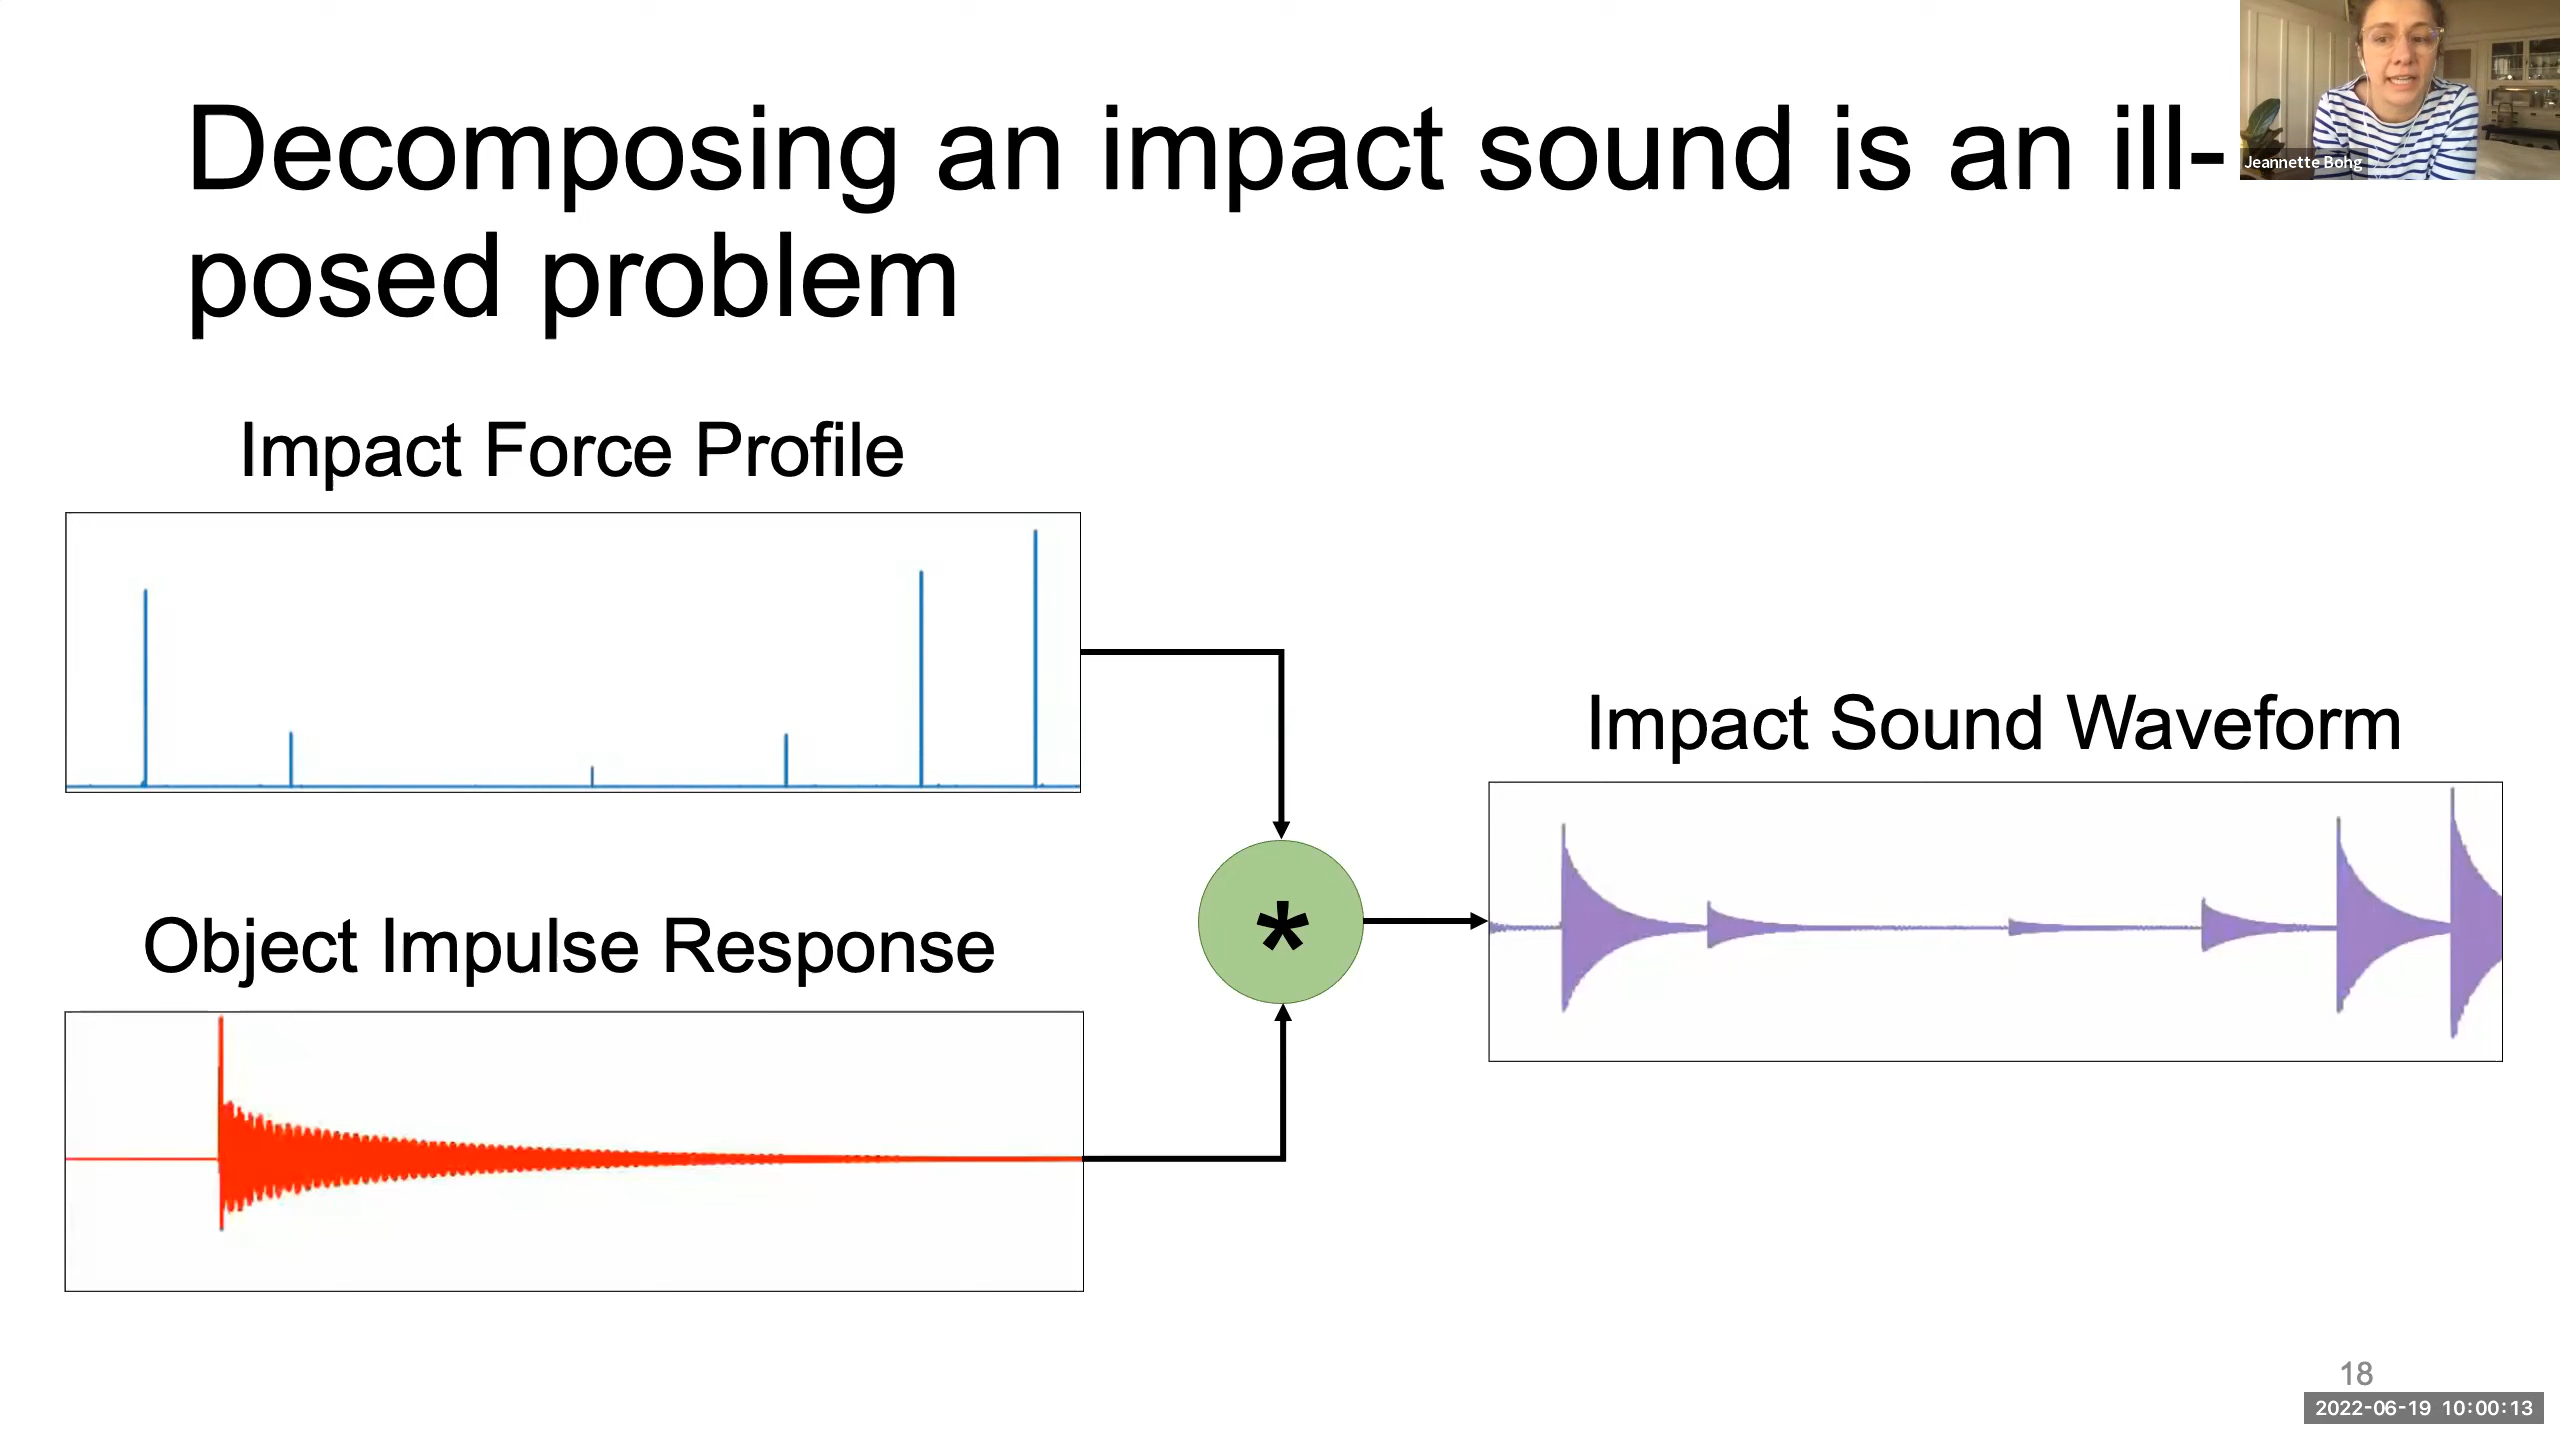 Decomposing an impact sound is an ill-
posed problem
Jeannette Bohg
Impact Force Profile
Impact Sound Waveform
Object Impulse Response
*
18
2022-06-19 10:00:13